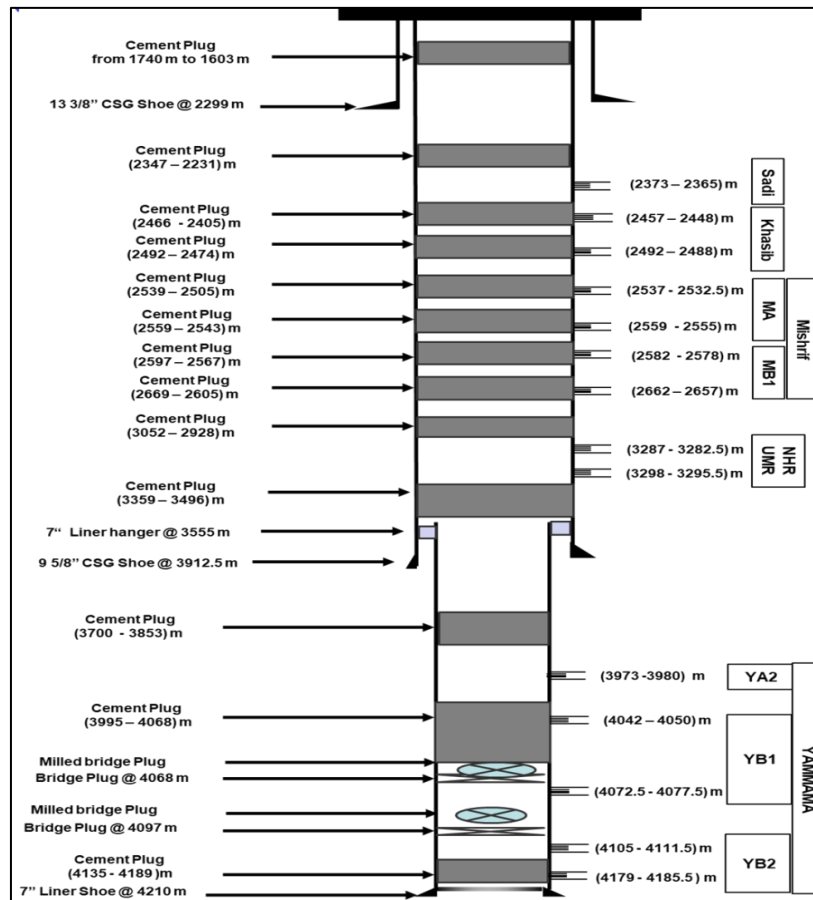 Cement Plug
from 1740 m to 1603 m
13 3/8" CSG Shoe @ 2299 m
Cement Plug
(2347 – 2231) m
(2373 – 2365) m
Sadi
Cement Plug
(2466 - 2405) m
(2457 – 2448) m
Khasib
Cement Plug
(2492 – 2474) m
(2492 – 2488) m
Cement Plug
(2539 – 2505) m
(2537 - 2532.5) m
MA
Mishrif
Cement Plug
(2559 – 2543) m
(2559 - 2555) m
Cement Plug
(2597 – 2567) m
(2582 - 2578) m
MB1
Cement Plug
(2669 – 2605) m
(2662 – 2657) m
Cement Plug
(3052 – 2928) m
(3287 - 3282.5) m
NHR
UMR
(3298 - 3295.5) m
Cement Plug
(3359 – 3496) m
7" Liner hanger @ 3555 m
9 5/8" CSG Shoe @ 3912.5 m
Cement Plug
(3700 - 3853) m
(3973 -3980) m
YA2
YAMMAMA
Cement Plug
(3995 – 4068) m
(4042 – 4050) m
YB1
Milled bridge Plug
Bridge Plug @ 4068 m
(4072.5 - 4077.5) m
Milled bridge Plug
Bridge Plug @ 4097 m
(4105 - 4111.5) m
YB2
Cement Plug
(4135 - 4189)m
(4179 - 4185.5 ) m
7" Liner Shoe @ 4210 m